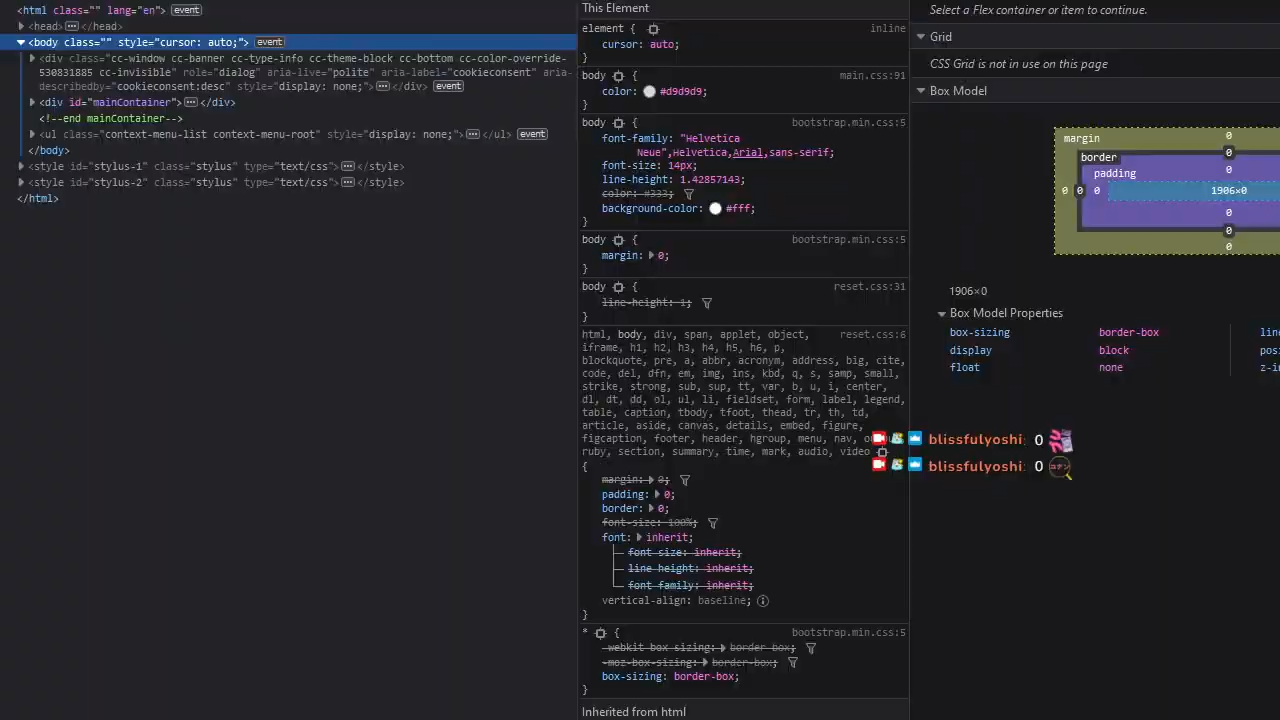 <html class="" lang="en"> event
<head> </head>
<body class="" style="cursor: auto;"> event
<div class="cc-window cc-banner cc-type-info cc-theme-block cc-bottom cc-color-override-
530831885 cc-invisible" role="dialog" aria-live="polite" aria-label="cookieconsent" aria-
describedby="cookieconsent:desc" style="display: none;"> </div> event
<div id="mainContainer"> </div>
<!--end mainContainer-->
<ul class="context-menu-list context-menu-root" style="display: none;"> </ul> event
</body>
<style id="stylus-1" class="stylus" type="text/css"> </style>
<style id="stylus-2" class="stylus" type="text/css"> </style>
</html>
This Element
element { inline
cursor: auto;
}
body { main.css:91
color: #d9d9d9;
}
body { bootstrap.min.css:5
font-family: "Helvetica
Neue",Helvetica,Arial,sans-serif;
font-size: 14px;
line-height: 1.42857143;
color: #333;
background-color: #fff;
}
body { bootstrap.min.css:5
margin: 0;
}
body { reset.css:31
line-height: 1;
}
html, body, div, span, applet, object, reset.css:6
iframe, h1, h2, h3, h4, h5, h6, p,
blockquote, pre, a, abbr, acronym, address, big, cite,
code, del, dfn, em, img, ins, kbd, q, s, samp, small,
strike, strong, sub, sup, tt, var, b, u, i, center,
dl, dt, dd, ol, ul, li, fieldset, form, label, legend,
table, caption, tbody, tfoot, thead, tr, th, td,
article, aside, canvas, details, embed, figure,
figcaption, footer, header, hgroup, menu, nav,
ruby, section, summary, time, mark, audio, video
{
margin: 0;
padding: 0;
border: 0;
font-size: 100%;
font: inherit;
font-size: inherit;
line-height: inherit;
font-family: inherit;
vertical-align: baseline;
}
* { bootstrap.min.css:5
-webkit-box-sizing: border-box;
-moz-box-sizing: border-box;
box-sizing: border-box;
}
Inherited from html
Select a Flex container or item to continue.
Grid
CSS Grid is not in use on this page
Box Model
margin 0
border 0
padding 0
0 0 0 1906×0
0
0
0
1906×0
Box Model Properties
box-sizing border-box line
display block pos
float none z-in
blissfulyoshi: 0
blissfulyoshi: 0